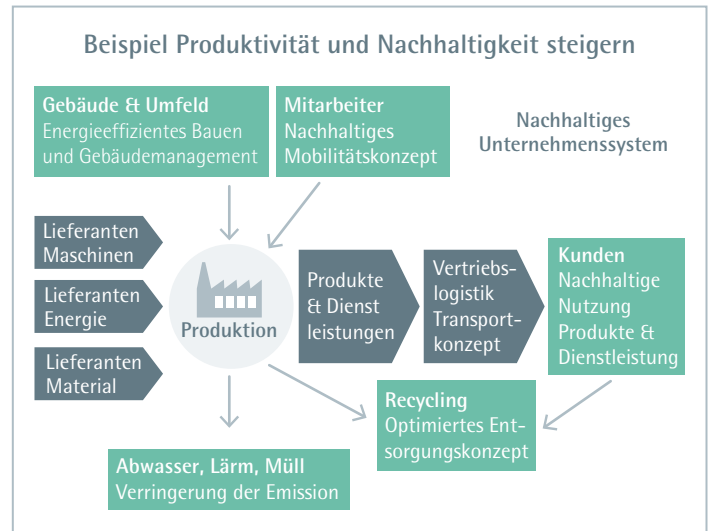 Beispiel Produktivität und Nachhaltigkeit steigern
Gebäude & Umfeld
Energieeffizientes Bauen
und Gebäudemanagement
Mitarbeiter
Nachhaltiges
Mobilitätskonzept
Nachhaltiges
Unternehmenssystem
Lieferanten
Maschinen
Lieferanten
Energie
Lieferanten
Material
Produktion
Produkte
& Dienst
leistungen
Vertriebs-
logistik
Transport-
konzept
Kunden
Nachhaltige
Nutzung
Produkte &
Dienstleistung
Recycling
Optimiertes Ent-
sorgungskonzept
Abwasser, Lärm, Müll
Verringerung der Emission